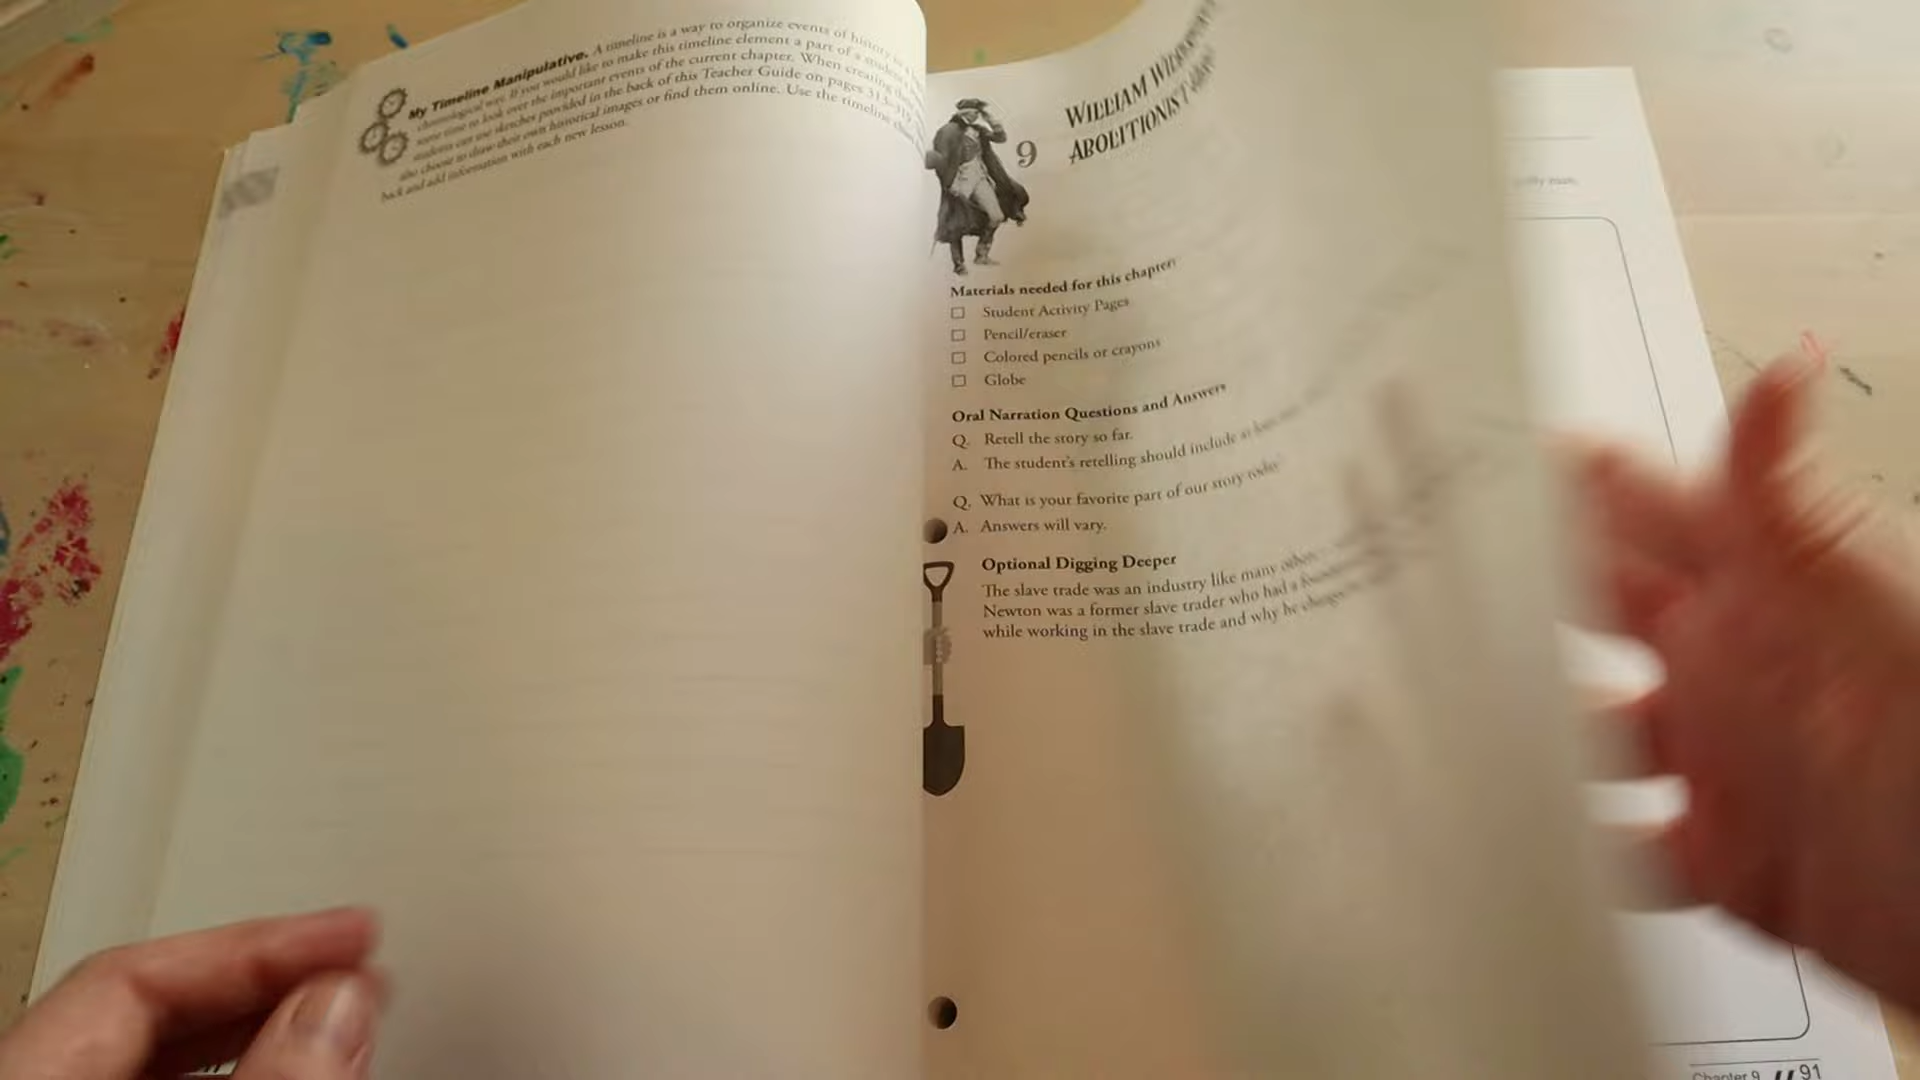 My Timeline Manipulative. A timeline is a way to organize events of history in a
chronological way. If you would like to make this timeline element a part of a student's
some time to look over the important events of the current chapter. When creating
students can use sketches provided in the back of this Teacher Guide on pages 313–319
also choose to draw their own historical images or find them online. Use the timeline
back and add information with each new lesson.
9
WILLIAM
ABOLITIONIST
Materials needed for this chapter:
☐ Student Activity Pages
☐ Pencil/eraser
☐ Colored pencils or crayons
☐ Globe
Oral Narration Questions and Answers
Q. Retell the story so far.
A. The student's retelling should include at
Q. What is your favorite part of our story today?
A. Answers will vary.
Optional Digging Deeper
The slave trade was an industry like many others
Newton was a former slave trader who had a
while working in the slave trade and why he
Chapter 9 // 91